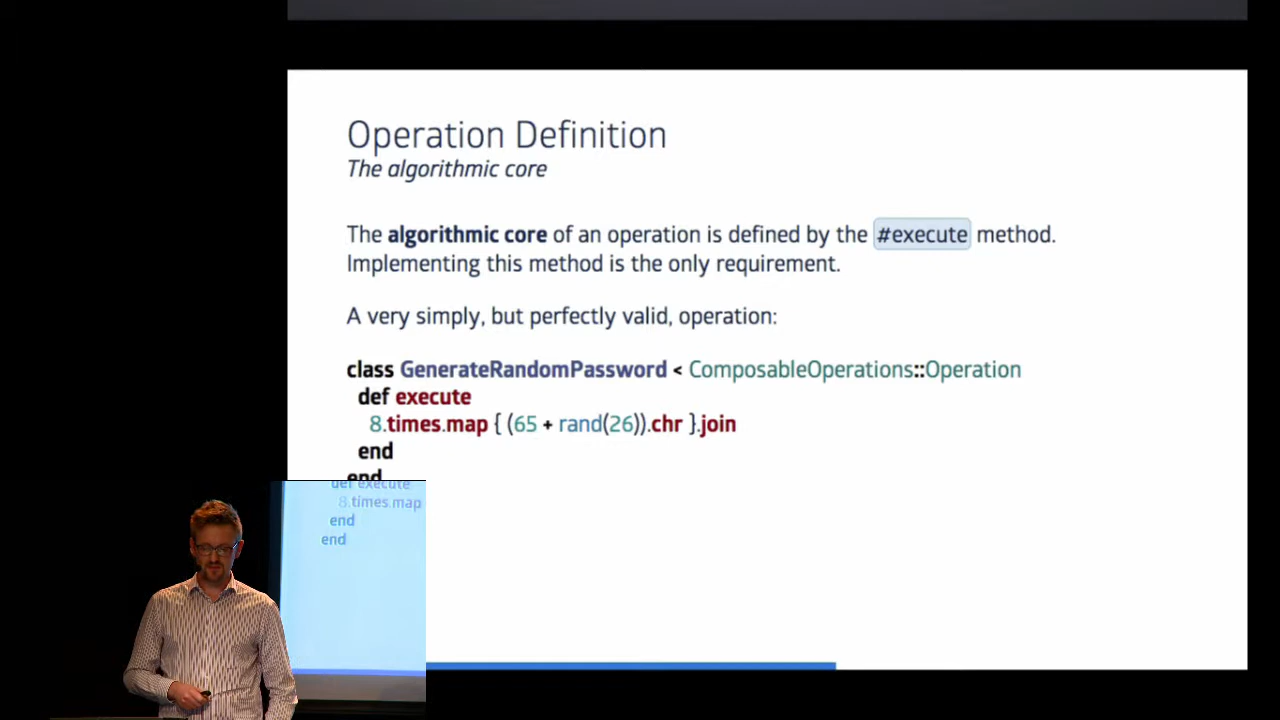 Operation Definition
The algorithmic core
The algorithmic core of an operation is defined by the #execute method.
Implementing this method is the only requirement.
A very simply, but perfectly valid, operation:
class GenerateRandomPassword < ComposableOperations::Operation
def execute
8.times.map { (65 + rand(26)).chr }.join
end
end
def execute
8.times.map
end
end